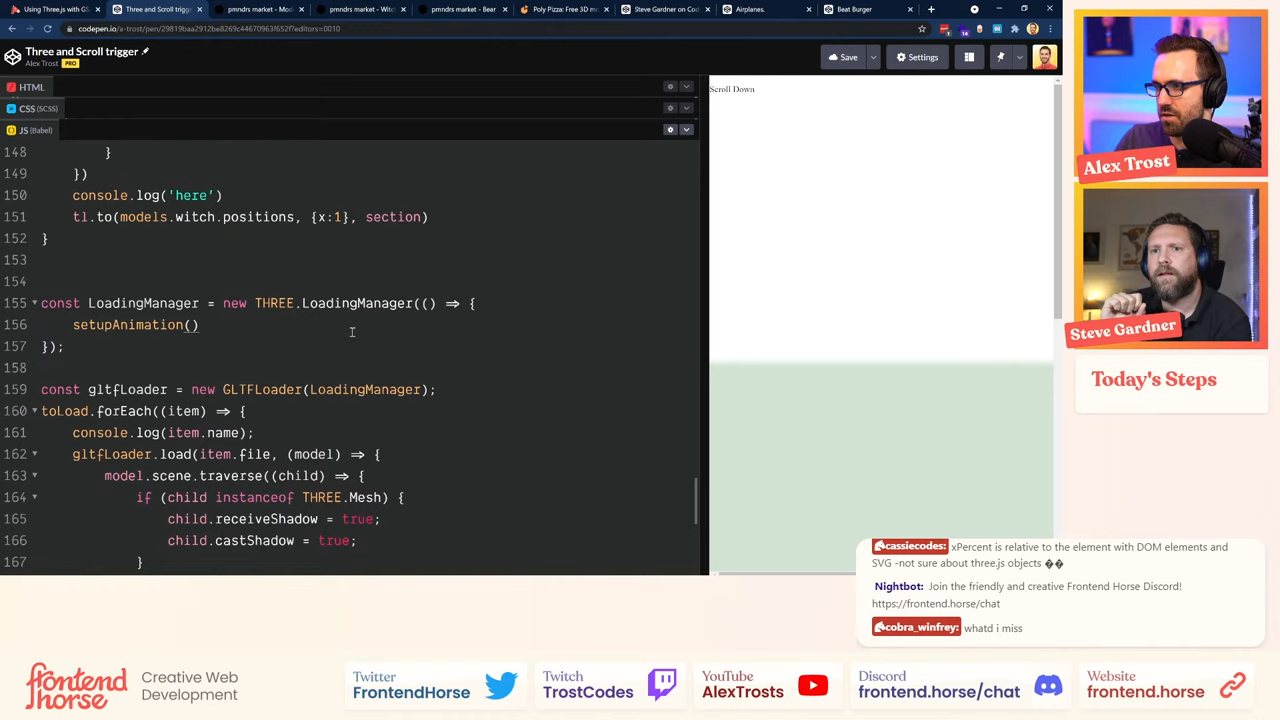 Using Three.js with GS
Three and Scroll trigg
pmndrs market - Mod
pmndrs market - Witc
pmndrs market - Bear
Poly Pizza: Free 3D mo
Steve Gardner on Cod
Airplanes.
Beat Burger
codepen.io/a-trost/pen/29819baa2912be8269c44670963f652f?editors=0010
Three and Scroll trigger
Alex Trost PRO
Save
Settings
HTML
CSS (SCSS)
JS (Babel)
148 }
149 })
150 console.log('here')
151 tl.to(models.witch.positions, {x:1}, section)
152 }
153
154
155 const LoadingManager = new THREE.LoadingManager(() => {
156 setupAnimation()
157 });
158
159 const gltfLoader = new GLTFLoader(LoadingManager);
160 toLoad.forEach((item) => {
161 console.log(item.name);
162 gltfLoader.load(item.file, (model) => {
163 model.scene.traverse((child) => {
164 if (child instanceof THREE.Mesh) {
165 child.receiveShadow = true;
166 child.castShadow = true;
167 }
Scroll Down
Alex Trost
Steve Gardner
Today's Steps
cassiecodes: xPercent is relative to the element with DOM elements and
SVG -not sure about three.js objects
Nightbot: Join the friendly and creative Frontend Horse Discord!
https://frontend.horse/chat
cobra_winfrey: whatd i miss
frontend
horse
Creative Web
Development
Twitter
FrontendHorse
Twitch
TrostCodes
YouTube
AlexTrosts
Discord
frontend.horse/chat
Website
frontend.horse